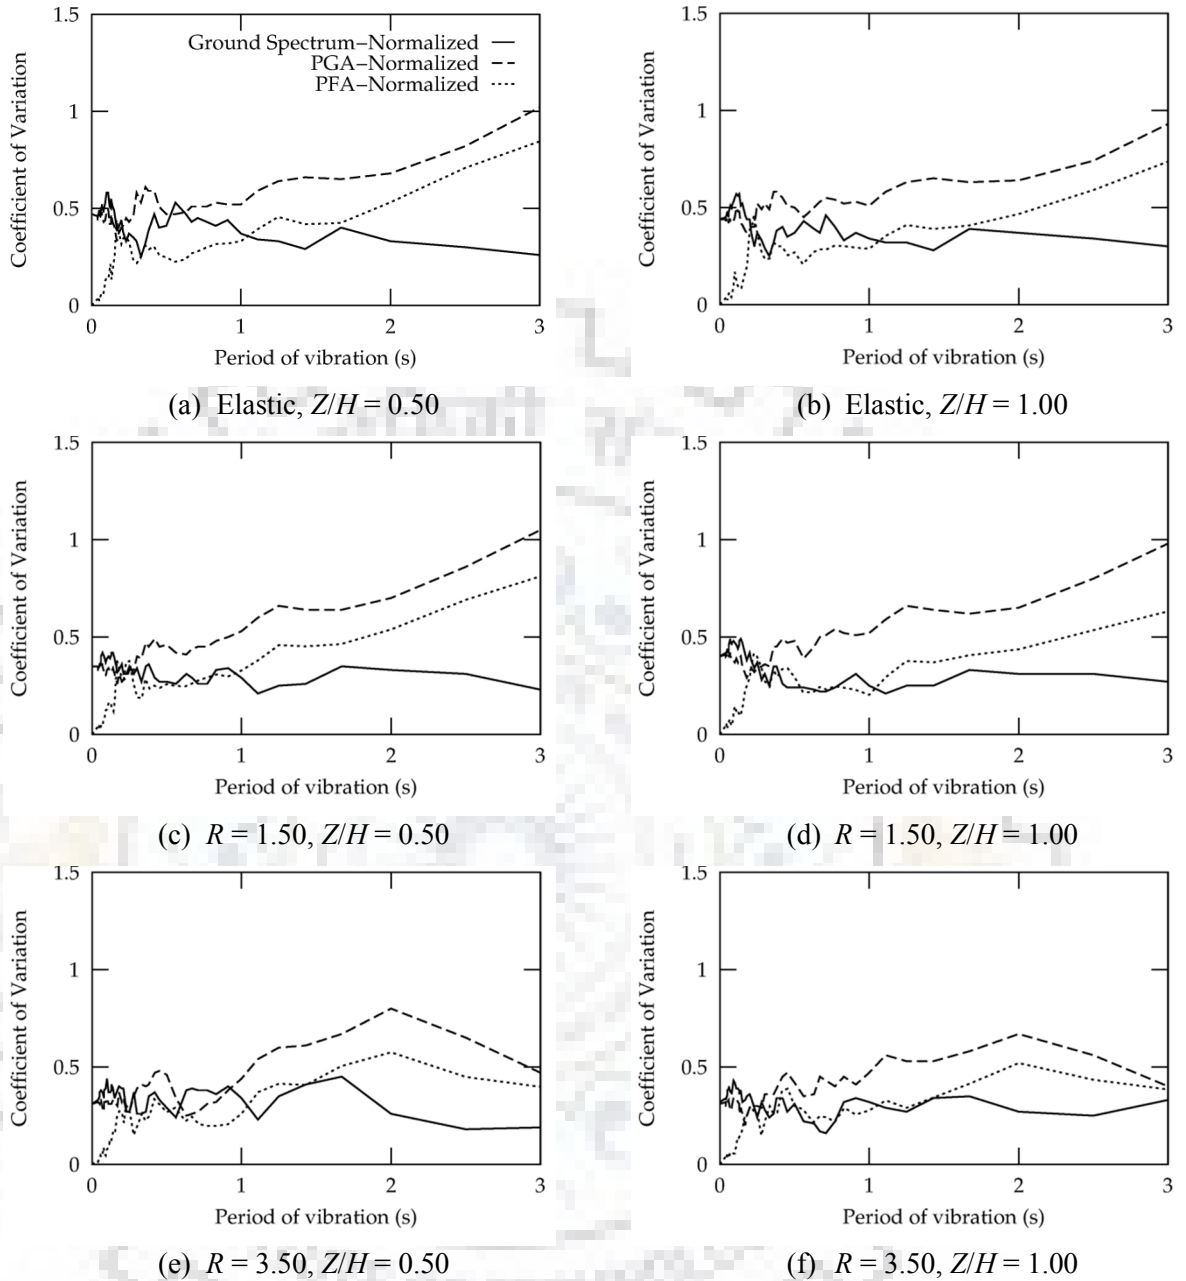 1.5
1
0.5
0
Coefficient of Variation
Ground Spectrum−Normalized
PGA−Normalized
PFA−Normalized
0 1 2 3
Period of vibration (s)
(a) Elastic, Z/H = 0.50
1.5
1
0.5
0
Coefficient of Variation
0 1 2 3
Period of vibration (s)
(b) Elastic, Z/H = 1.00
1.5
1
0.5
0
Coefficient of Variation
0 1 2 3
Period of vibration (s)
(c) R = 1.50, Z/H = 0.50
1.5
1
0.5
0
Coefficient of Variation
0 1 2 3
Period of vibration (s)
(d) R = 1.50, Z/H = 1.00
1.5
1
0.5
0
Coefficient of Variation
0 1 2 3
Period of vibration (s)
(e) R = 3.50, Z/H = 0.50
1.5
1
0.5
0
Coefficient of Variation
0 1 2 3
Period of vibration (s)
(f) R = 3.50, Z/H = 1.00